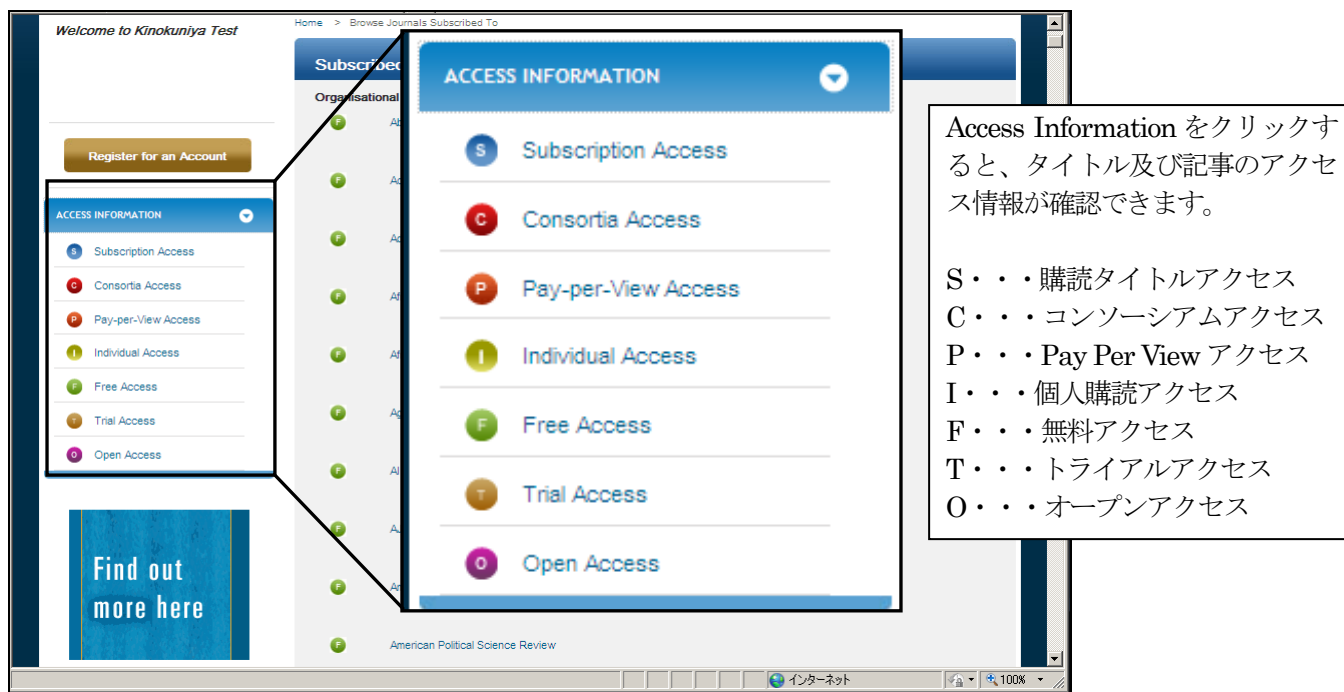 Welcome to Kinokuniya Test
Home > Browse Journals Subscribed To
Subscribed
Organisational
Register for an Account
ACCESS INFORMATION
S Subscription Access
C Consortia Access
P Pay-per-View Access
I Individual Access
F Free Access
T Trial Access
O Open Access
Find out
more here
F Ab
F Ac
F Ac
F Af
F Af
F Ag
F Al
F
F
F American Political Science Review
ACCESS INFORMATION
S Subscription Access
C Consortia Access
P Pay-per-View Access
I Individual Access
F Free Access
T Trial Access
O Open Access
Access Information をクリックす
ると、タイトル及び記事のアクセ
ス情報が確認できます。
S・・・購読タイトルアクセス
C・・・コンソーシアムアクセス
P・・・Pay Per View アクセス
I・・・個人購読アクセス
F・・・無料アクセス
T・・・トライアルアクセス
O・・・オープンアクセス
インターネット
100%